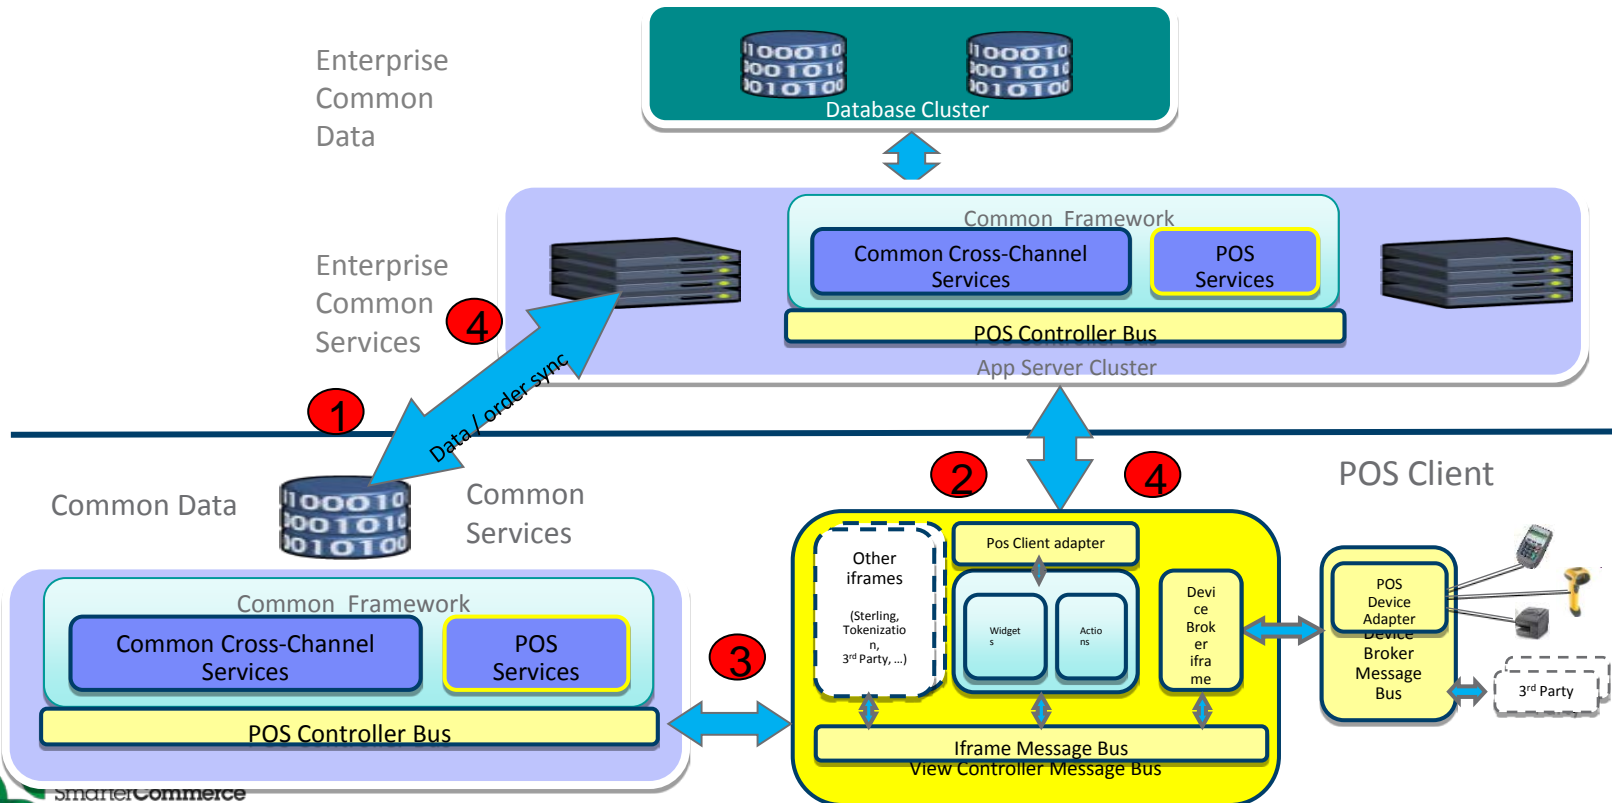 Enterprise
Common
Data
Database Cluster
Enterprise
Common
Services
Common Framework
Common Cross-Channel
Services
POS
Services
POS Controller Bus
App Server Cluster
4
Data / order sync
1
2
4
POS Client
Common Data
Common
Services
Common Framework
Common Cross-Channel
Services
POS
Services
POS Controller Bus
3
Other
iframes
(Sterling,
Tokenizatio
n,
3rd Party, ...)
Pos Client adapter
Widget
s
Actio
ns
Devi
ce
Brok
er
ifra
me
Iframe Message Bus
View Controller Message Bus
POS
Device
Adapter
Device
Broker
Message
Bus
3rd Party
SmarterCommerce